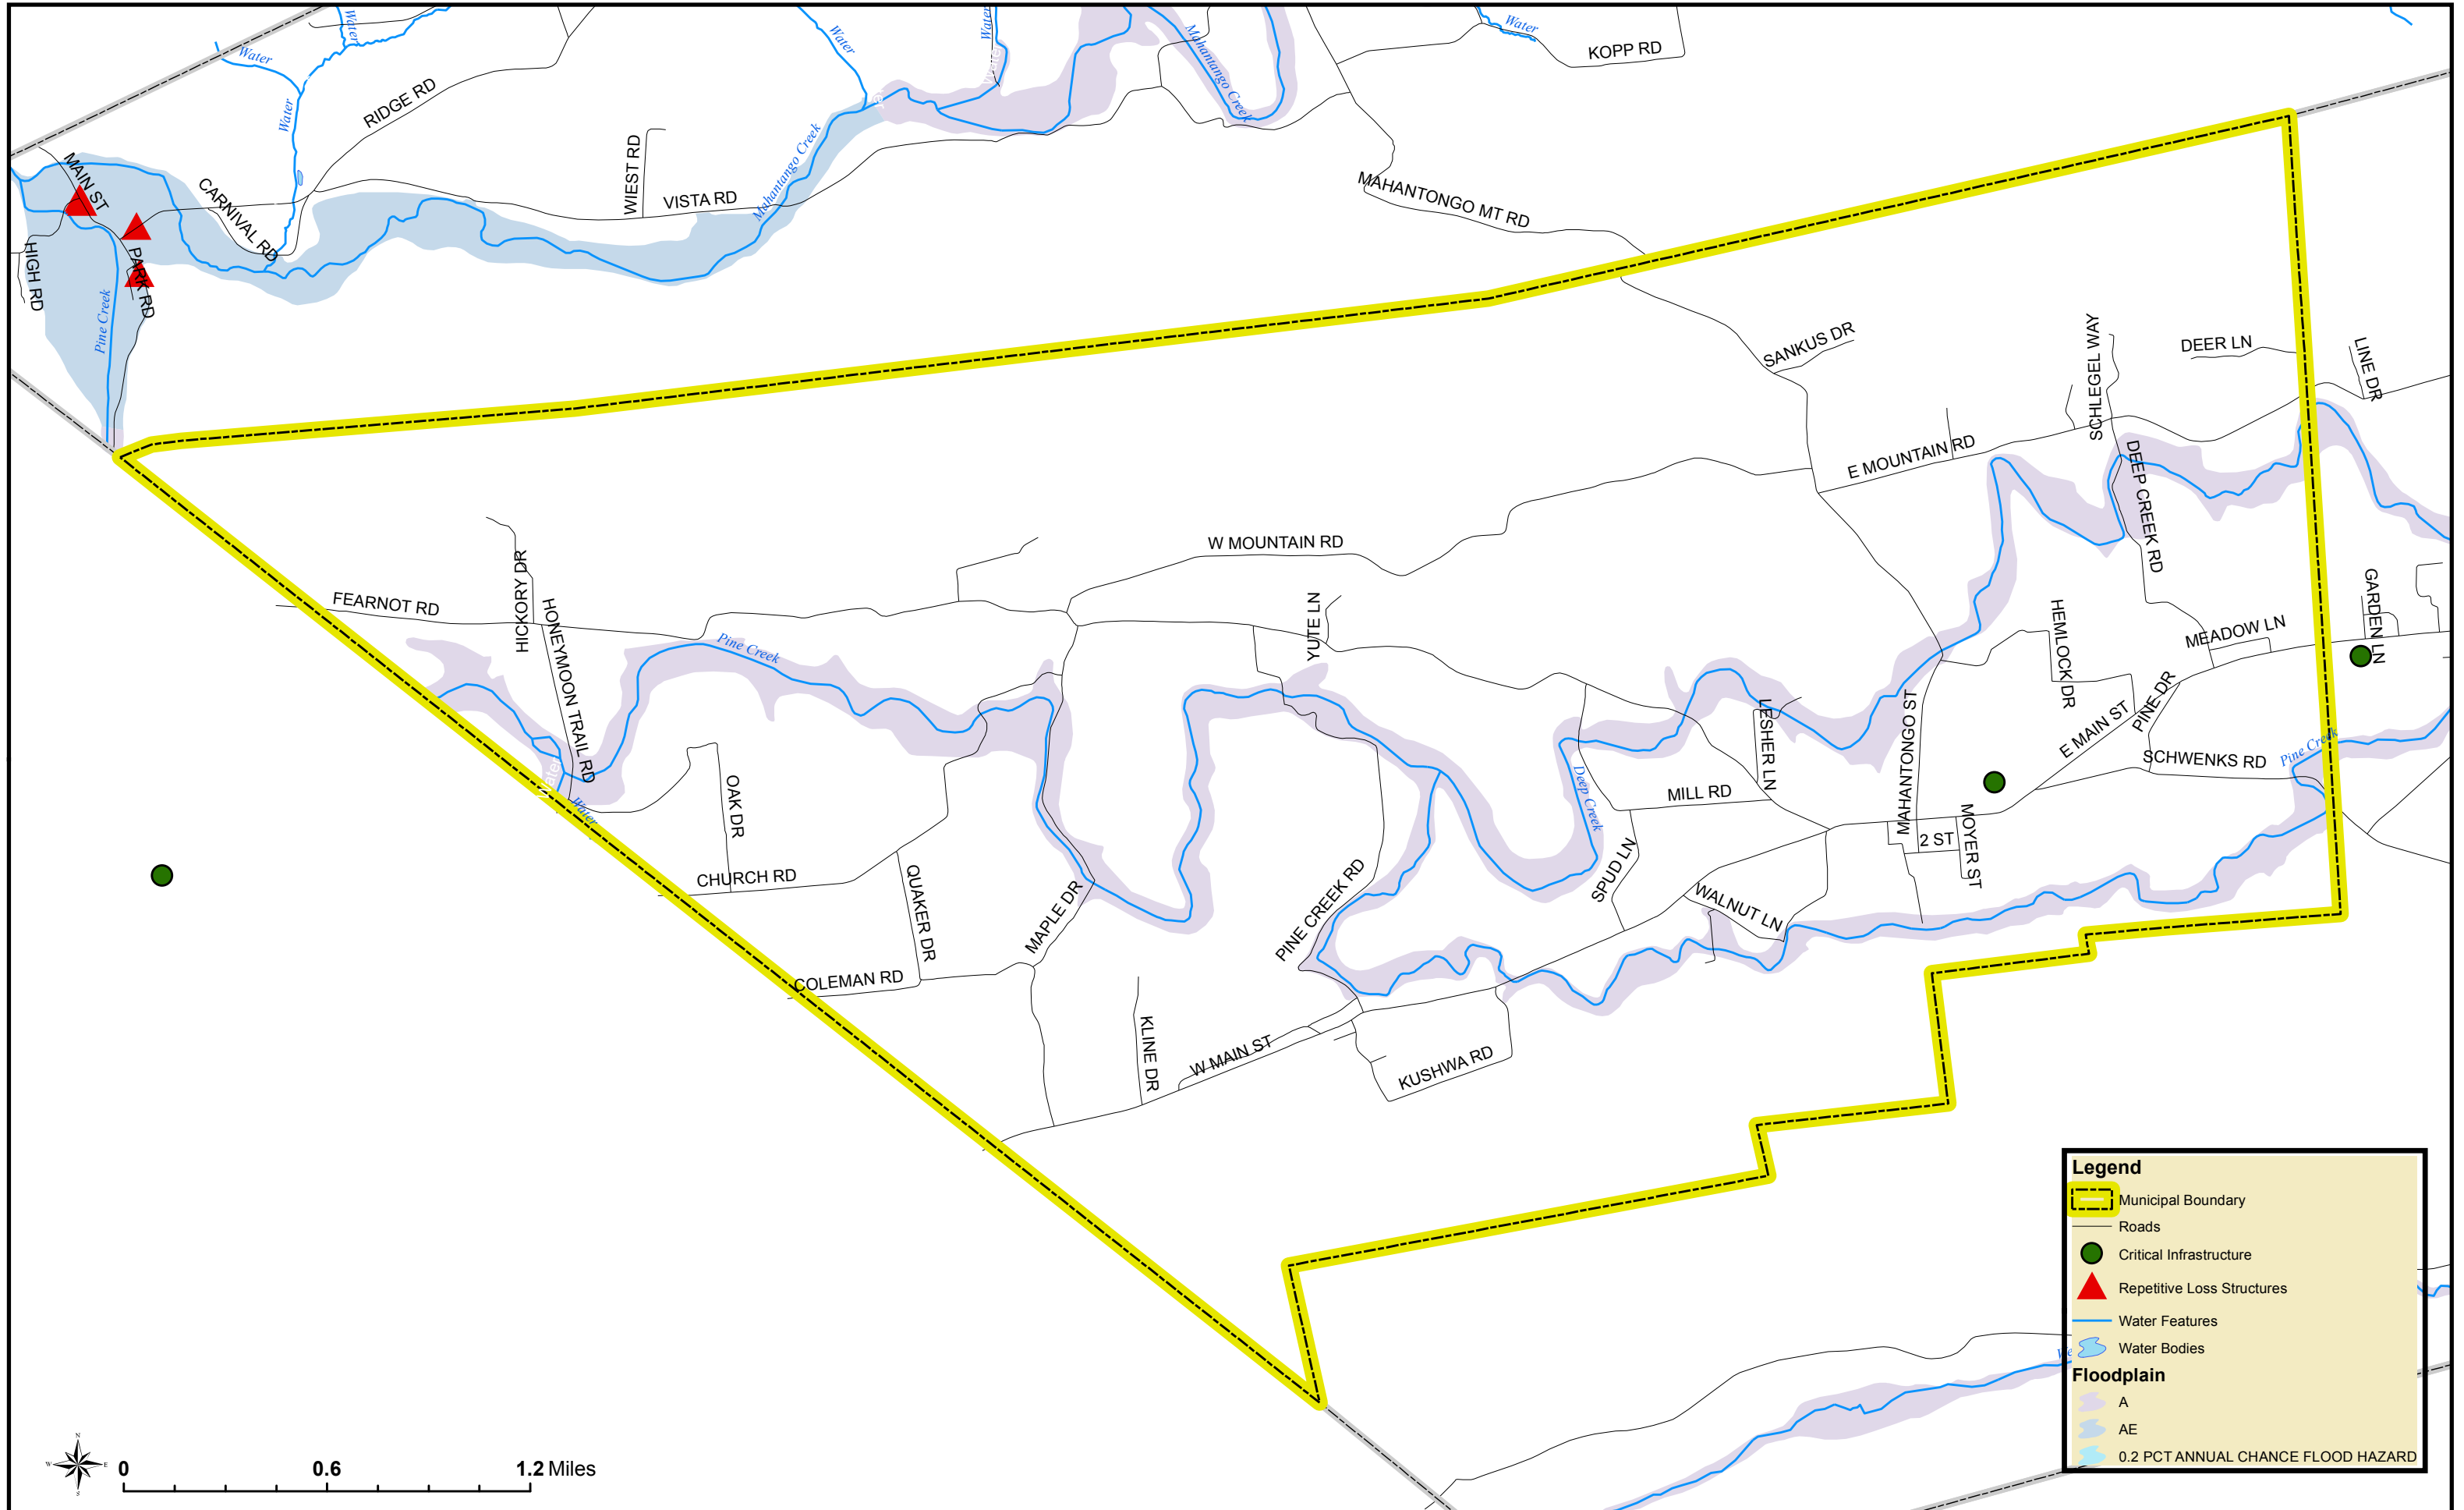 Water
Water
Water
Water
Water
Water
Mahantango Creek
Water
KOPP RD
RIDGE RD
MAIN ST
CARNIVAL RD
WIEST RD
VISTA RD
Mahantango Creek
MAHANTONGO MT RD
HIGH RD
PARK RD
Pine Creek
SANKUS DR
SCHLEGEL WAY
DEER LN
LINE DR
E MOUNTAIN RD
DEEP CREEK RD
W MOUNTAIN RD
FEARNOT RD
HICKORY DR
HONEYMOON TRAIL RD
Pine Creek
YUTE LN
HEMLOCK DR
MEADOW LN
GARDEN LN
LESHER LN
MAHANTONGO ST
PINE DR
E MAIN ST
SCHWENKS RD
Pine Creek
Water
Water
OAK DR
Deep Creek
MILL RD
2 ST
MOYER ST
CHURCH RD
QUAKER DR
MAPLE DR
PINE CREEK RD
SPUD LN
WALNUT LN
COLEMAN RD
KLINE DR
W MAIN ST
KUSHWA RD
Legend
Municipal Boundary
Roads
Critical Infrastructure
Repetitive Loss Structures
Water Features
Water Bodies
Floodplain
A
AE
0.2 PCT ANNUAL CHANCE FLOOD HAZARD
N
W E
S
0 0.6 1.2 Miles